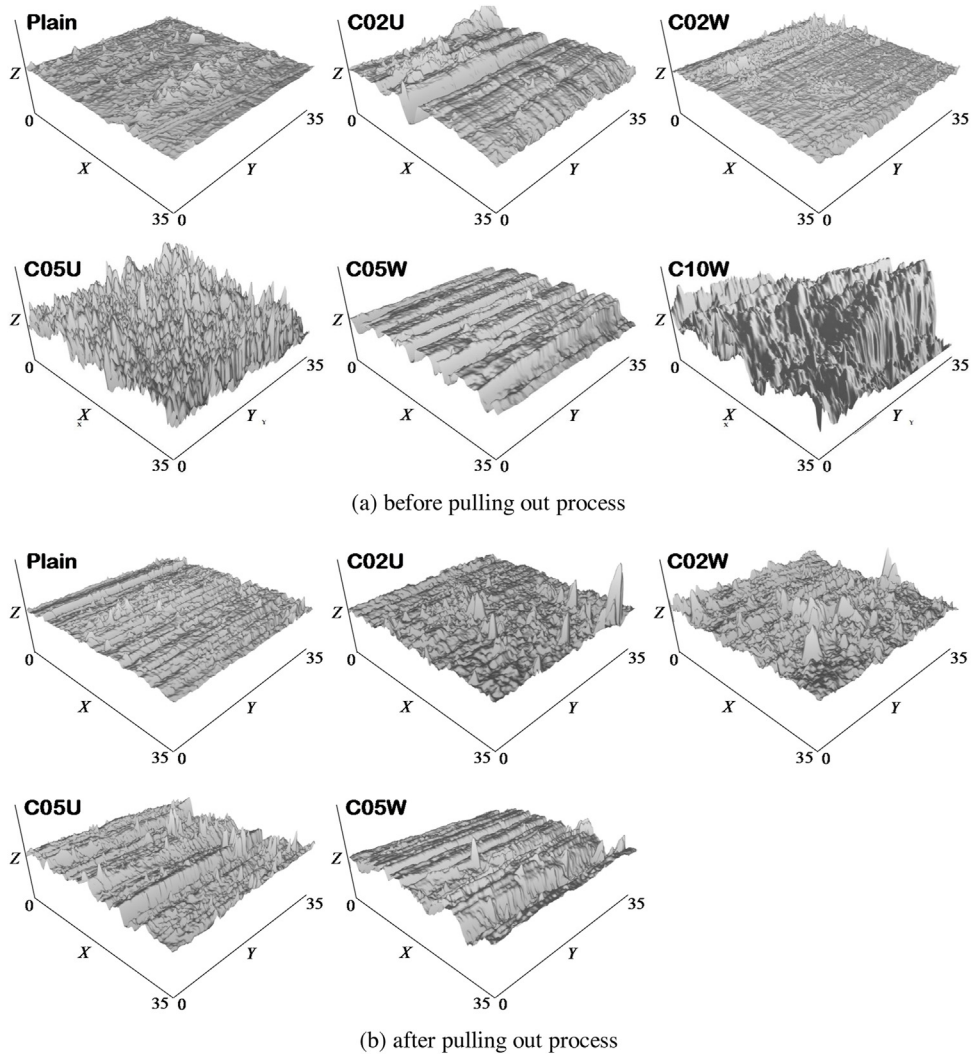 Plain C02U C02W
Z Z Z
0 35 0 35 0 35
X Y X Y X Y
35 0 35 0 35 0
C05U C05W C10W
Z Z Z
0 35 0 35 0 35
X Y X Y X Y
X Y X Y
35 0 35 0 35 0
(a) before pulling out process
Plain C02U C02W
Z Z Z
0 35 0 35 0 35
X Y X Y X Y
35 0 35 0 35 0
C05U C05W
Z Z
0 35 0 35
X Y X Y
35 0 35 0
(b) after pulling out process